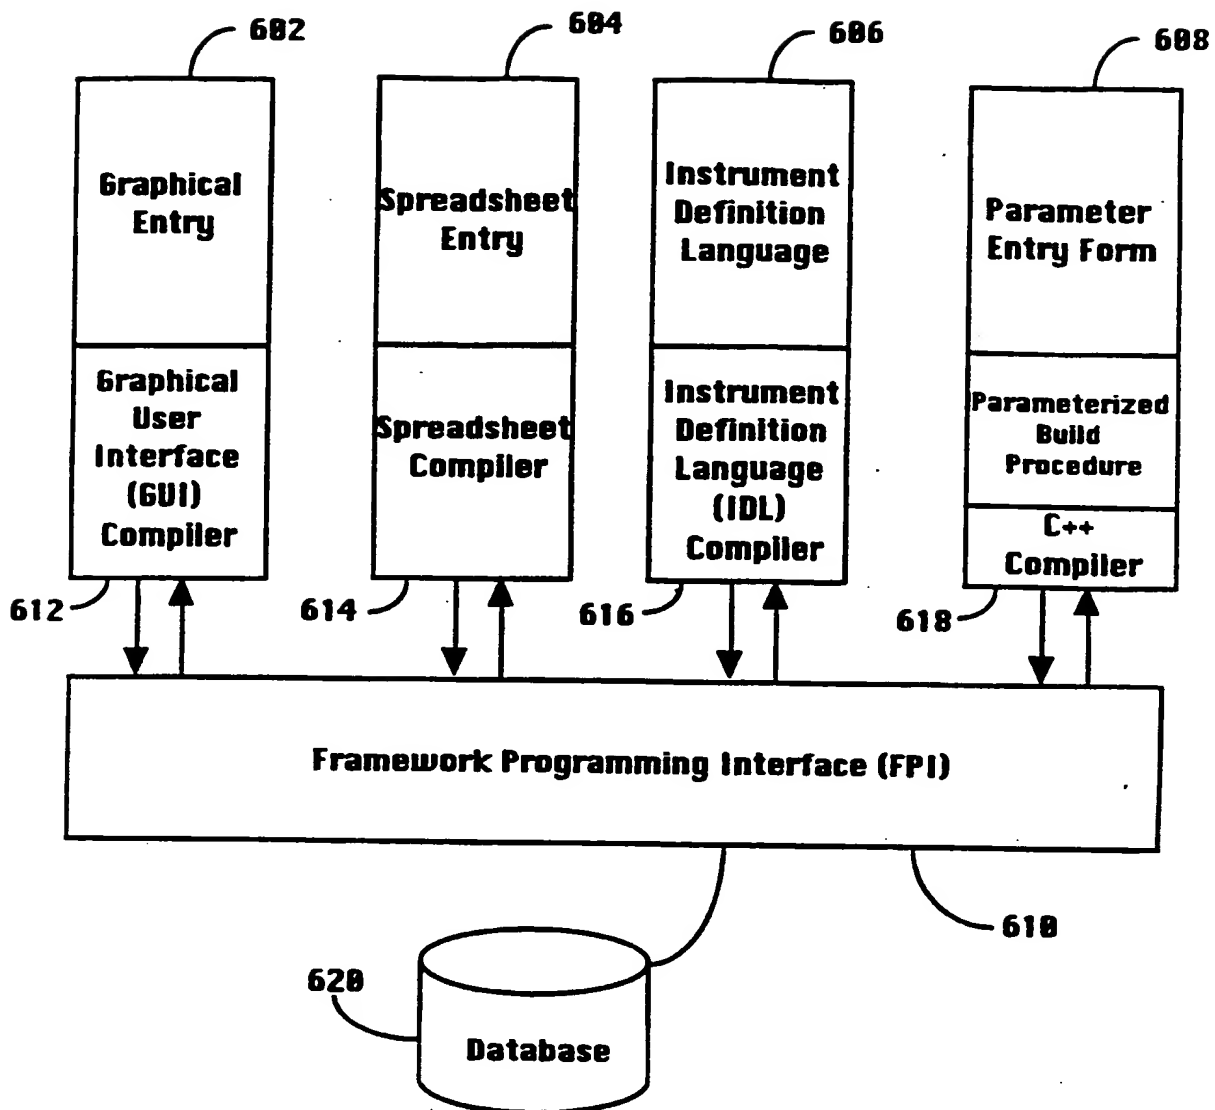 602
604
606
608
Graphical
Entry
Spreadsheet
Entry
Instrument
Definition
Language
Parameter
Entry Form
Graphical
User
Interface
(GUI)
Compiler
Spreadsheet
Compiler
Instrument
Definition
Language
(IDL)
Compiler
Parameterized
Build
Procedure
C++
Compiler
612
614
616
618
Framework Programming Interface (FPI)
610
620
Database